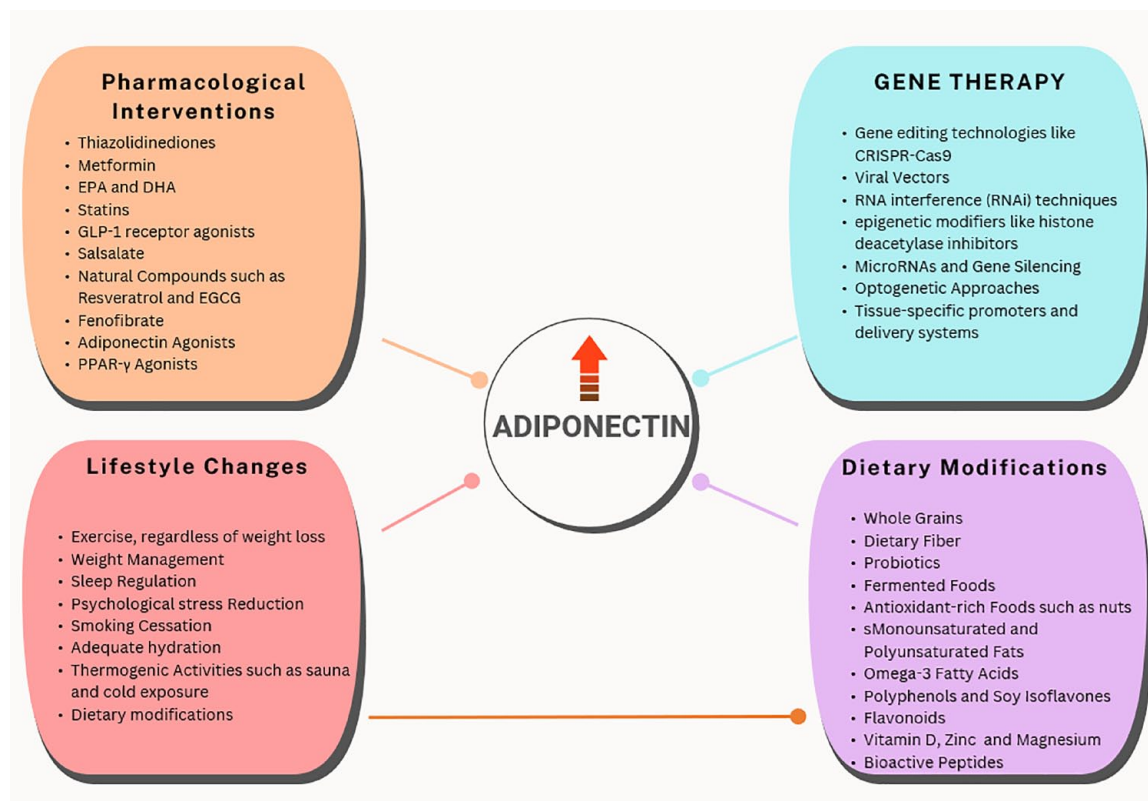 Pharmacological
Interventions
• Thiazolidinediones
• Metformin
• EPA and DHA
• Statins
• GLP-1 receptor agonists
• Salsalate
• Natural Compounds such as
Resveratrol and EGCG
• Fenofibrate
• Adiponectin Agonists
• PPAR-γ Agonists
GENE THERAPY
• Gene editing technologies like
CRISPR-Cas9
• Viral Vectors
• RNA interference (RNAi) techniques
• epigenetic modifiers like histone
deacetylase inhibitors
• MicroRNAs and Gene Silencing
• Optogenetic Approaches
• Tissue-specific promoters and
delivery systems
ADIPONECTIN
Lifestyle Changes
• Exercise, regardless of weight loss
• Weight Management
• Sleep Regulation
• Psychological stress Reduction
• Smoking Cessation
• Adequate hydration
• Thermogenic Activities such as sauna
and cold exposure
• Dietary modifications
Dietary Modifications
• Whole Grains
• Dietary Fiber
• Probiotics
• Fermented Foods
• Antioxidant-rich Foods such as nuts
• sMonounsaturated and
Polyunsaturated Fats
• Omega-3 Fatty Acids
• Polyphenols and Soy Isoflavones
• Flavonoids
• Vitamin D, Zinc and Magnesium
• Bioactive Peptides